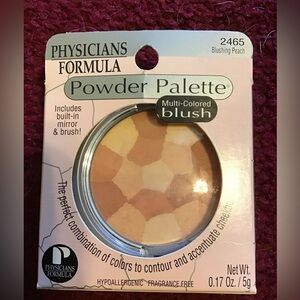 2465
Blushing Peach
PHYSICIANS
FORMULA
Powder Palette®
Multi-Colored
blush
Includes
built-in
mirror
& brush!
The perfect combination of colors to contour and accentuate cheeks!
P
PHYSICIANS
FORMULA
HYPOALLERGENIC FRAGRANCE FREE
Net Wt.
0.17 Oz. / 5g